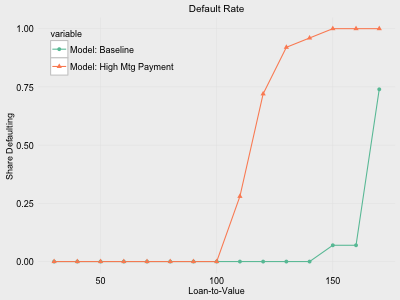 Default Rate
variable
Model: Baseline
Model: High Mtg Payment
Share Defaulting
1.00
0.75
0.50
0.25
0.00
50
100
150
Loan-to-Value